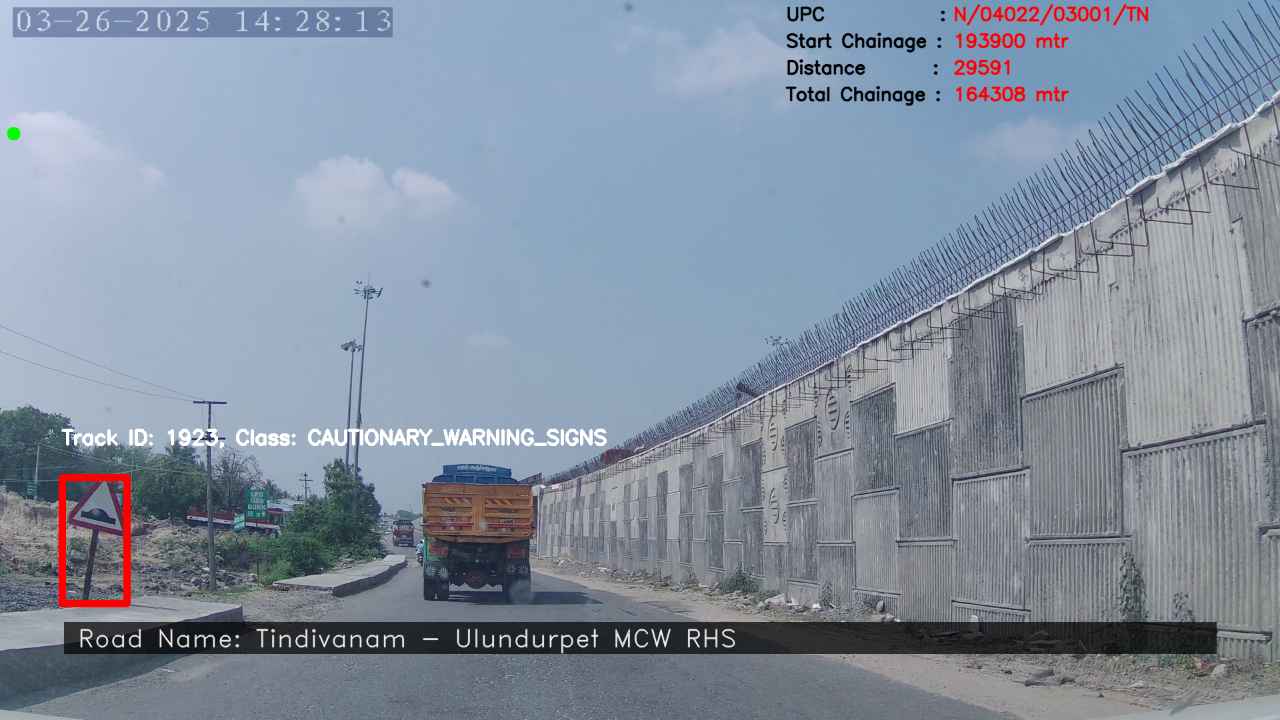 03-26-2025 14:28:13
UPC : N/04022/03001/TN
Start Chainage : 193900 mtr
Distance : 29591
Total Chainage : 164308 mtr
Track ID: 1923, Class: CAUTIONARY_WARNING_SIGNS
Road Name: Tindivanam – Ulundurpet MCW RHS